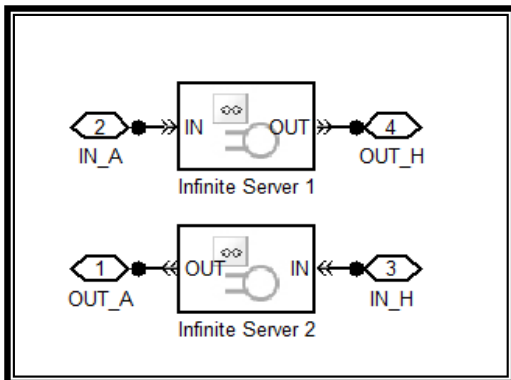 2 IN OUT 4
IN_A OUT_H
Infinite Server 1
1 OUT IN 3
OUT_A IN_H
Infinite Server 2